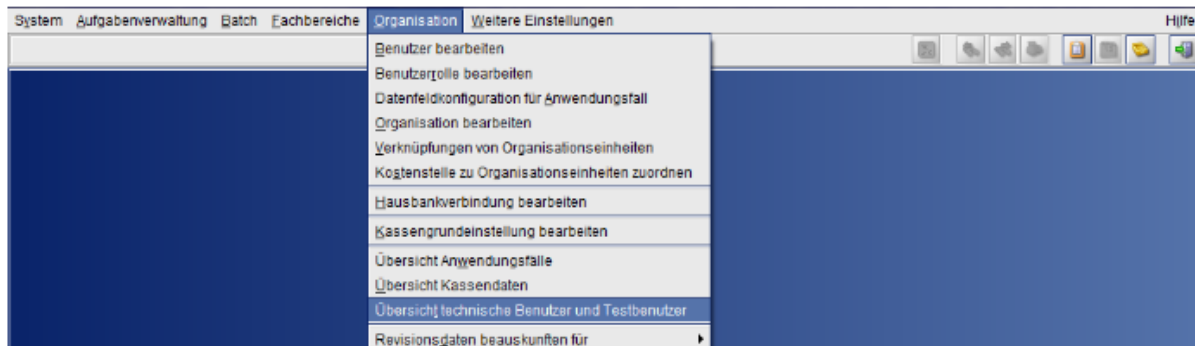 System Aufgabenverwaltung Batch Fachbereiche Organisation Weitere Einstellungen Hilfe
Benutzer bearbeiten
Benutzerrolle bearbeiten
Datenfeldkonfiguration für Anwendungsfall
Organisation bearbeiten
Verknüpfungen von Organisationseinheiten
Kostenstelle zu Organisationseinheiten zuordnen
Hausbankverbindung bearbeiten
Kassengrundeinstellung bearbeiten
Übersicht Anwendungsfälle
Übersicht Kassendaten
Übersicht technische Benutzer und Testbenutzer
Revisionsdaten beauskunften für